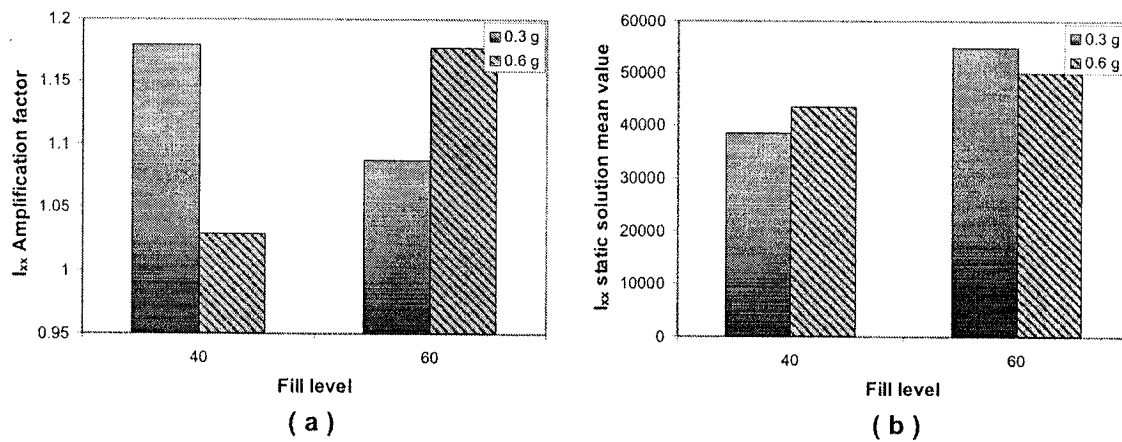 1.2
1.15
1.1
1.05
1
0.95
Ixx Amplification factor
0.3 g
0.6 g
40
60
Fill level
( a )
60000
50000
40000
30000
20000
10000
0
Ixx static solution mean value
0.3 g
0.6 g
40
60
Fill level
( b )